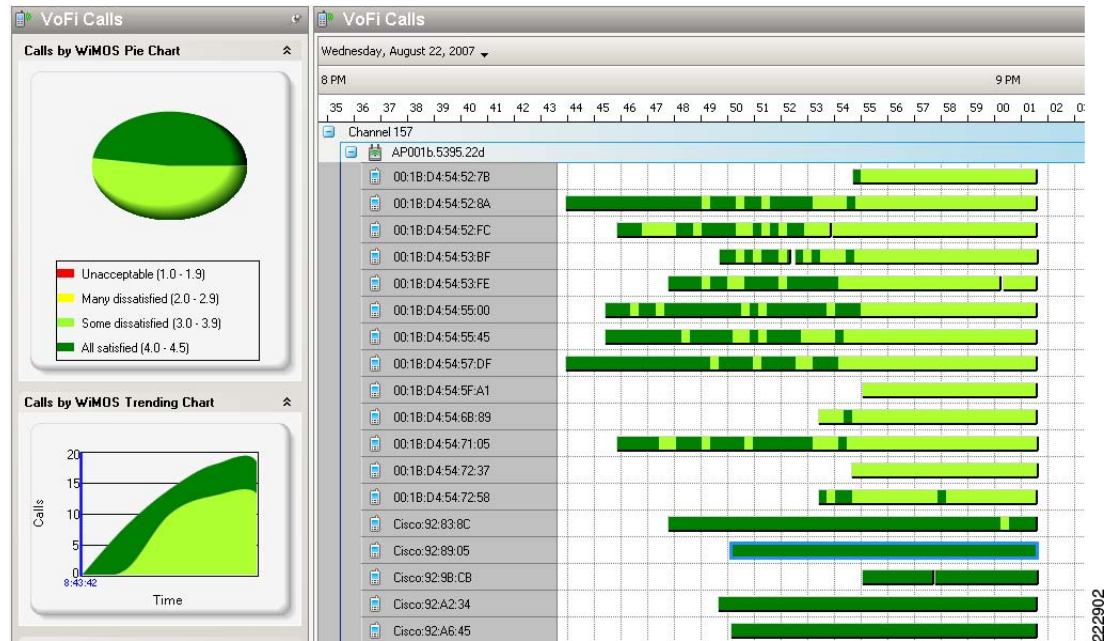 VoFi Calls
Calls by WiMOS Pie Chart
Unacceptable (1.0 - 1.9)
Many dissatisfied (2.0 - 2.9)
Some dissatisfied (3.0 - 3.9)
All satisfied (4.0 - 4.5)
Calls by WiMOS Trending Chart
20
15
10
5
0
Calls
8:43:42
Time
VoFi Calls
Wednesday, August 22, 2007
8 PM 9 PM
35 36 37 38 39 40 41 42 43 44 45 46 47 48 49 50 51 52 53 54 55 56 57 58 59 00 01 02
Channel 157
AP001b.5395.22d
00:1B:D4:54:52:7B
00:1B:D4:54:52:8A
00:1B:D4:54:52:FC
00:1B:D4:54:53:BF
00:1B:D4:54:53:FE
00:1B:D4:54:55:00
00:1B:D4:54:55:45
00:1B:D4:54:57:DF
00:1B:D4:54:5F:A1
00:1B:D4:54:6B:89
00:1B:D4:54:71:05
00:1B:D4:54:72:37
00:1B:D4:54:72:58
Cisco:92:83:8C
Cisco:92:89:05
Cisco:92:9B:CB
Cisco:92:A2:34
Cisco:92:A6:45
222902